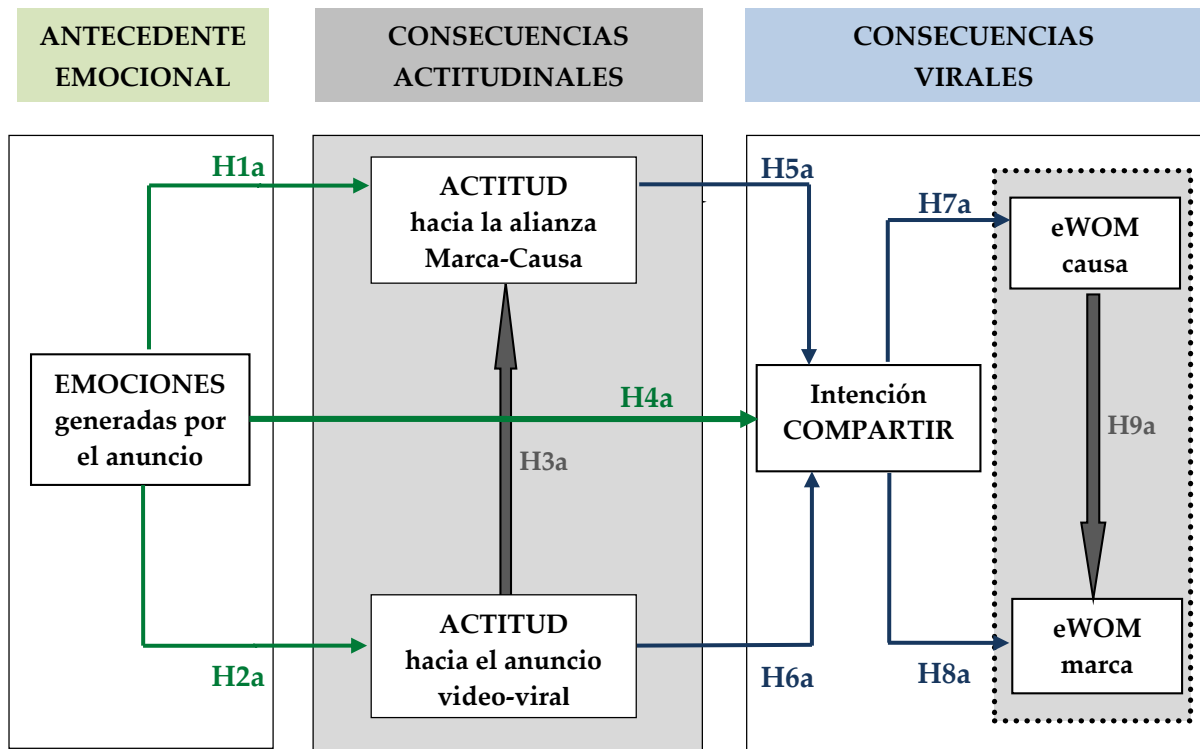 ANTECEDENTE
EMOCIONAL
CONSECUENCIAS
ACTITUDINALES
CONSECUENCIAS
VIRALES
H1a
ACTITUD
hacia la alianza
Marca-Causa
H5a
H7a
eWOM
causa
EMOCIONES
generadas por
el anuncio
H4a
Intención
COMPARTIR
H3a
H9a
H2a
ACTITUD
hacia el anuncio
video-viral
H6a
H8a
eWOM
marca